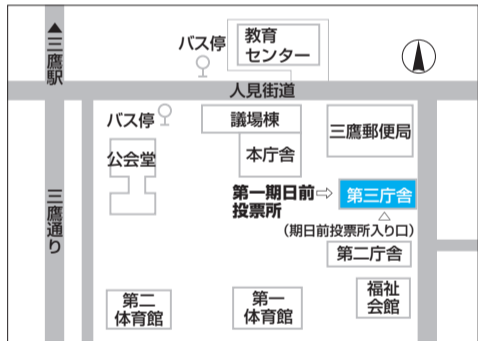 ▲三鷹駅
三鷹通り
バス停
教育
センター
人見街道
バス停
公会堂
議場棟
本庁舎
三鷹郵便局
第一期日前⇨
投票所
第三庁舎
△
(期日前投票所入り口)
第二庁舎
第二
体育館
第一
体育館
福祉
会館